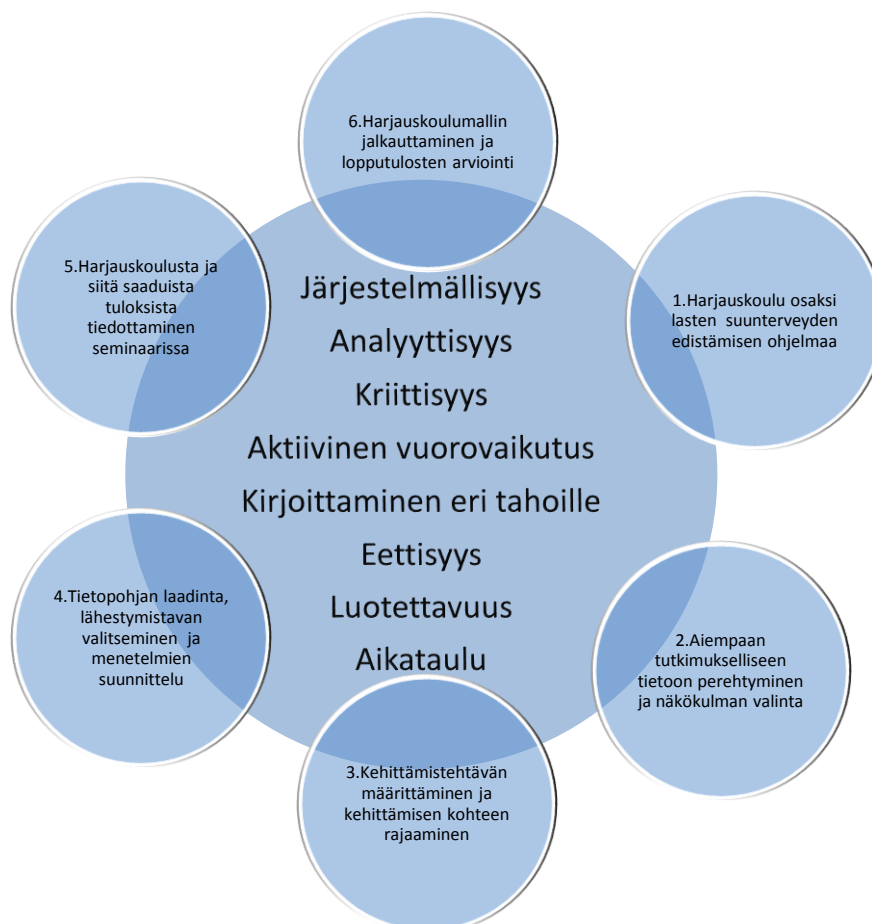 6.Harjauskoulumallin
jalkauttaminen ja
lopputulosten arviointi
5.Harjauskoulusta ja
siitä saaduista
tuloksista
tiedottaminen
seminaarissa
1.Harjauskoulu osaksi
lasten suunterveyden
edistämisen ohjelmaa
Järjestelmällisyys
Analyyttisyys
Kriittisyys
Aktiivinen vuorovaikutus
Kirjoittaminen eri tahoille
Eettisyys
Luotettavuus
Aikataulu
4.Tietopohjan laadinta,
lähestymistavan
valitseminen ja
menetelmien
suunnittelu
2.Aiempaan
tutkimukselliseen
tietoon perehtyminen
ja näkökulman valinta
3.Kehittämistehtävän
määrittäminen ja
kehittämisen kohteen
rajaaminen